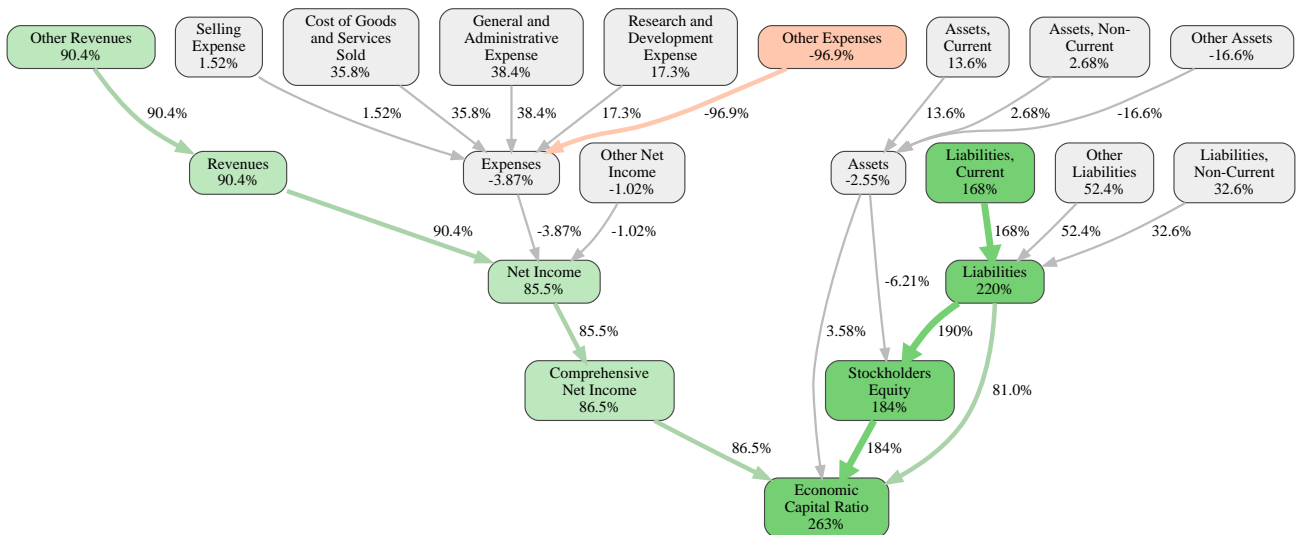 Other Revenues
90.4%
Selling
Expense
1.52%
Cost of Goods
and Services
Sold
35.8%
General and
Administrative
Expense
38.4%
Research and
Development
Expense
17.3%
Other Expenses
-96.9%
Assets,
Current
13.6%
Assets, Non-
Current
2.68%
Other Assets
-16.6%
90.4%
1.52%
35.8%
38.4%
17.3%
-96.9%
13.6%
2.68%
-16.6%
Revenues
90.4%
Expenses
-3.87%
Other Net
Income
-1.02%
Assets
-2.55%
Liabilities,
Current
168%
Other
Liabilities
52.4%
Liabilities,
Non-Current
32.6%
90.4%
-3.87%
-1.02%
168%
52.4%
32.6%
Net Income
85.5%
-6.21%
Liabilities
220%
85.5%
3.58%
190%
Comprehensive
Net Income
86.5%
Stockholders
Equity
184%
81.0%
86.5%
184%
Economic
Capital Ratio
263%